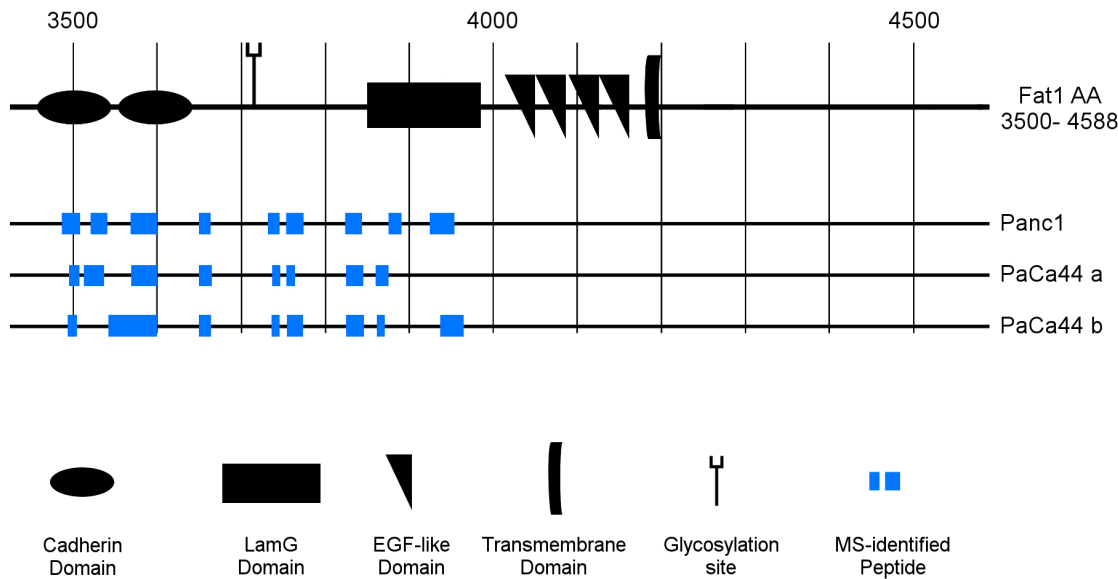 3500 4000 4500
Fat1 AA
3500- 4588
Panc1
PaCa44 a
PaCa44 b
Cadherin
Domain
LamG
Domain
EGF-like
Domain
Transmembrane
Domain
Glycosylation
site
MS-identified
Peptide